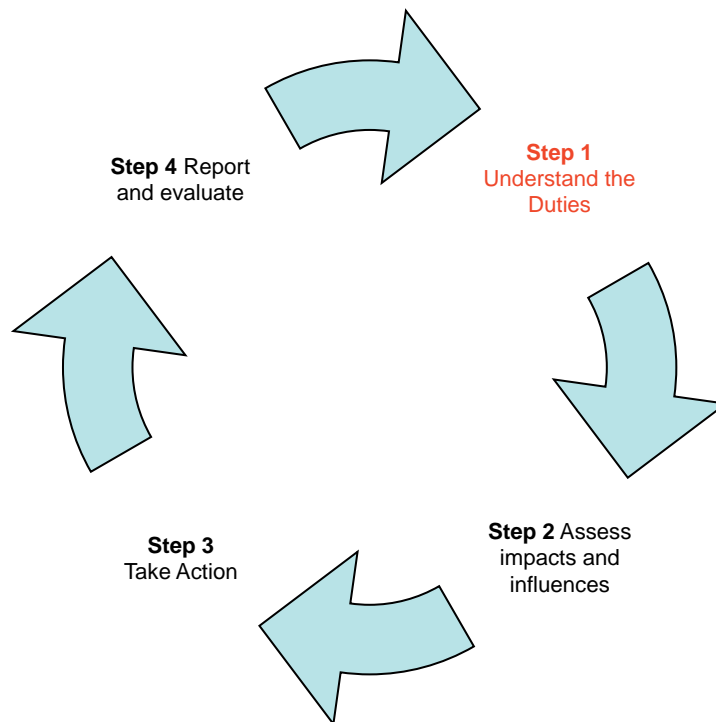 Step 1
Understand the
Duties
Step 2 Assess
impacts and
influences
Step 3
Take Action
Step 4 Report
and evaluate